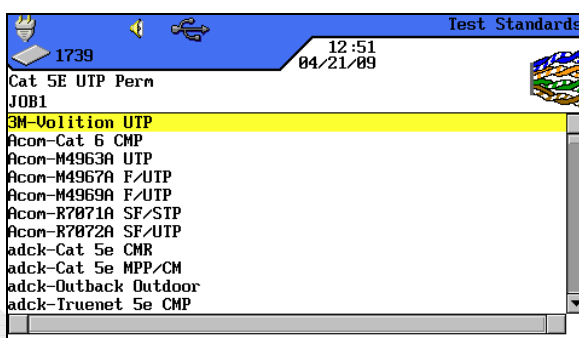 Test Standards
1739
12:51
04/21/09
Cat 5E UTP Perm
JOB1
3M-Volition UTP
Acom-Cat 6 CMP
Acom-M4963A UTP
Acom-M4967A F/UTP
Acom-M4969A F/UTP
Acom-R7071A SF/STP
Acom-R7072A SF/UTP
adck-Cat 5e CMR
adck-Cat 5e MPP/CM
adck-Outback Outdoor
adck-Truenet 5e CMP